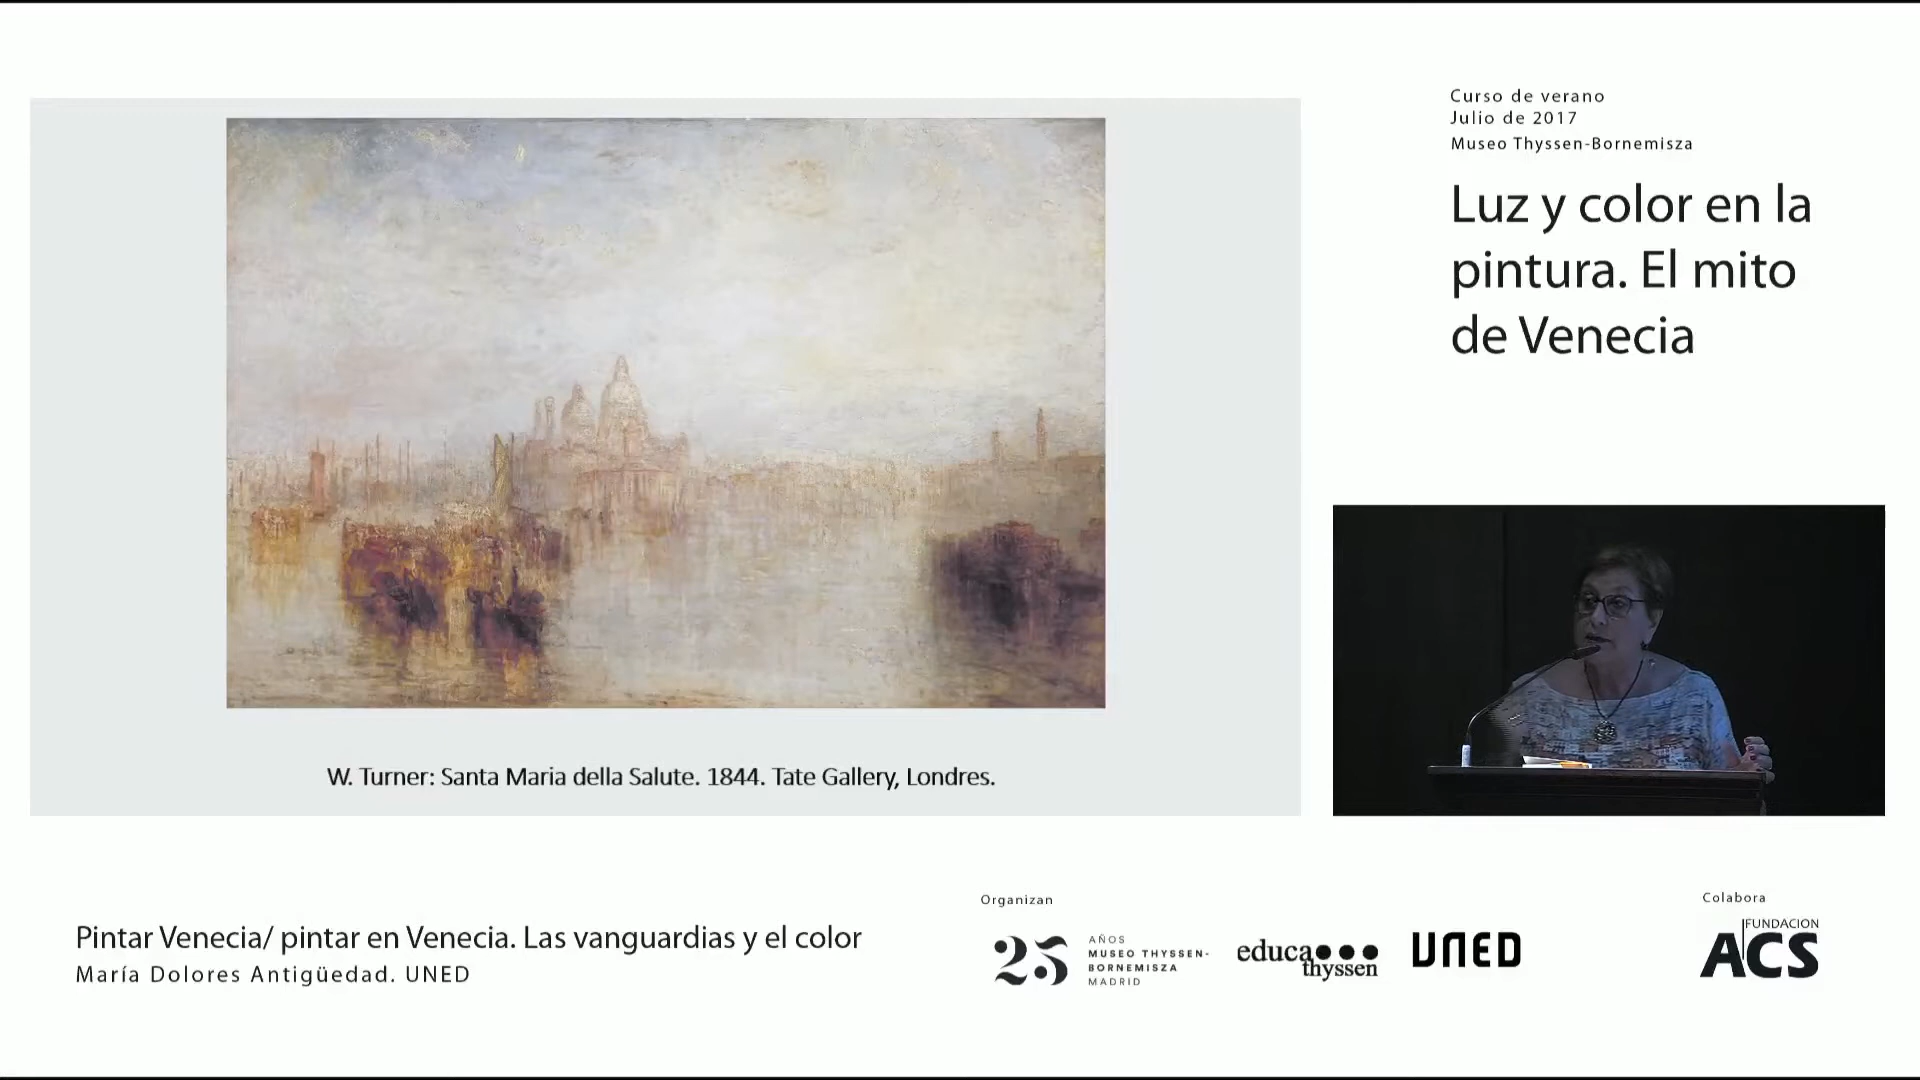 Curso de verano
Julio de 2017
Museo Thyssen-Bornemisza
Luz y color en la
pintura. El mito
de Venecia
W. Turner: Santa Maria della Salute. 1844. Tate Gallery, Londres.
Pintar Venecia/ pintar en Venecia. Las vanguardias y el color
María Dolores Antigüedad. UNED
Organizan
25
AÑOS
MUSEO THYSSEN-
BORNEMISZA
MADRID
educa
thyssen
UNED
Colabora
FUNDACION
ACS